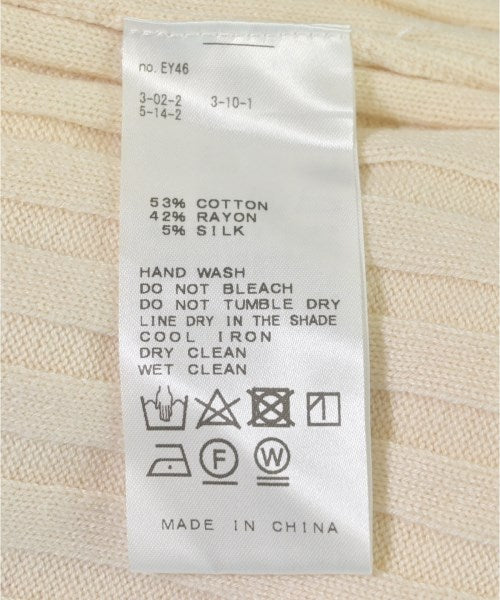 no. EY46
3-02-2 3-10-1
5-14-2
53% COTTON
42% RAYON
5% SILK
HAND WASH
DO NOT BLEACH
DO NOT TUMBLE DRY
LINE DRY IN THE SHADE
COOL IRON
DRY CLEAN
WET CLEAN
F W
MADE IN CHINA